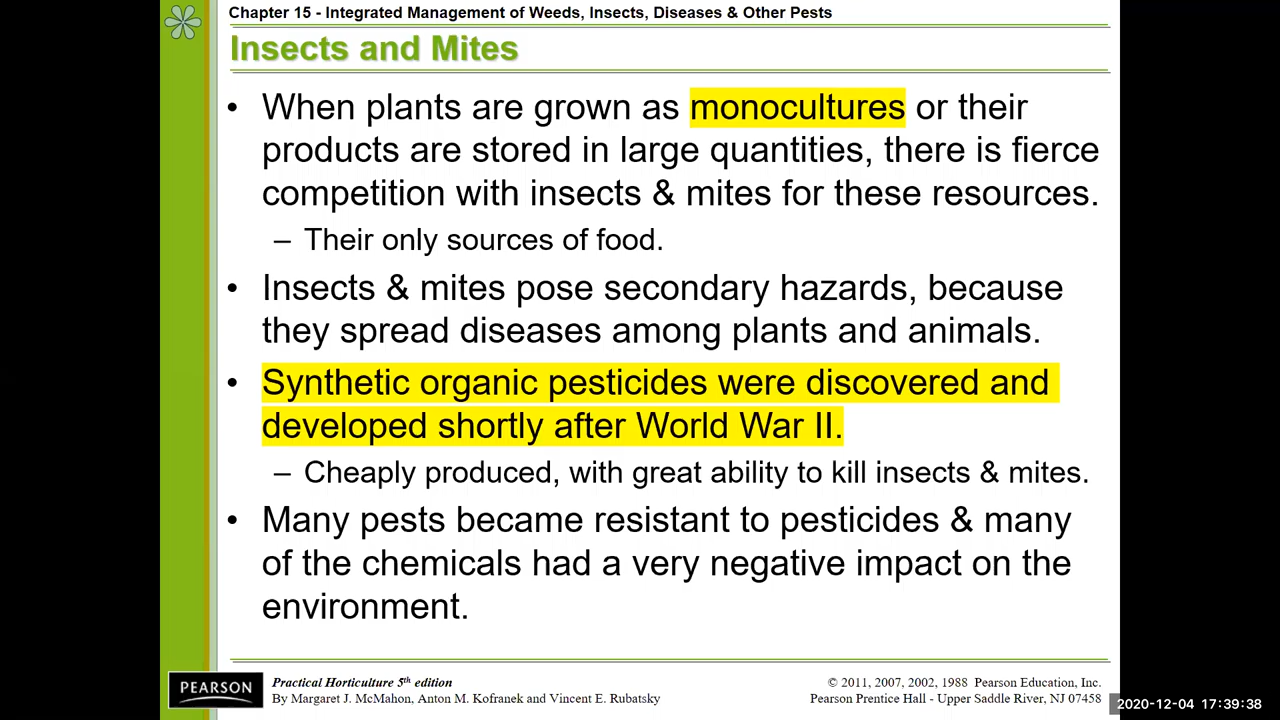 Chapter 15 - Integrated Management of Weeds, Insects, Diseases & Other Pests
Insects and Mites
• When plants are grown as monocultures or their
products are stored in large quantities, there is fierce
competition with insects & mites for these resources.
– Their only sources of food.
• Insects & mites pose secondary hazards, because
they spread diseases among plants and animals.
• Synthetic organic pesticides were discovered and
developed shortly after World War II.
– Cheaply produced, with great ability to kill insects & mites.
• Many pests became resistant to pesticides & many
of the chemicals had a very negative impact on the
environment.
PEARSON
Practical Horticulture 5th edition
By Margaret J. McMahon, Anton M. Kofranek and Vincent E. Rubatsky
© 2011, 2007, 2002, 1988 Pearson Education, Inc.
Pearson Prentice Hall - Upper Saddle River, NJ 07458
2020-12-04 17:39:38